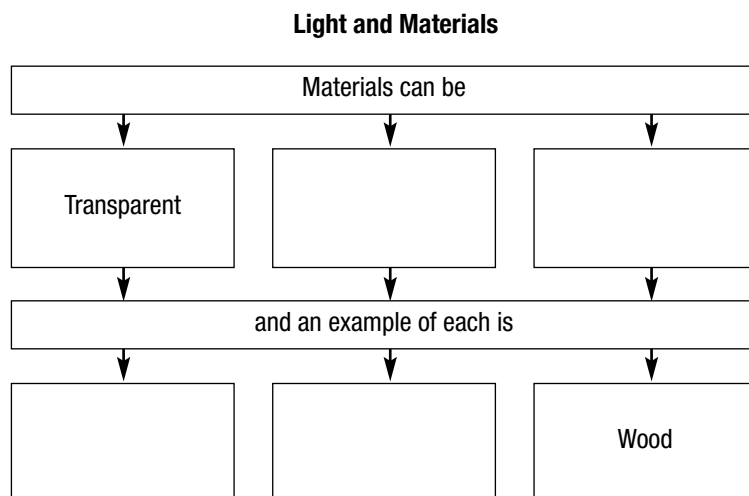 Light and Materials
Materials can be
Transparent
and an example of each is
Wood